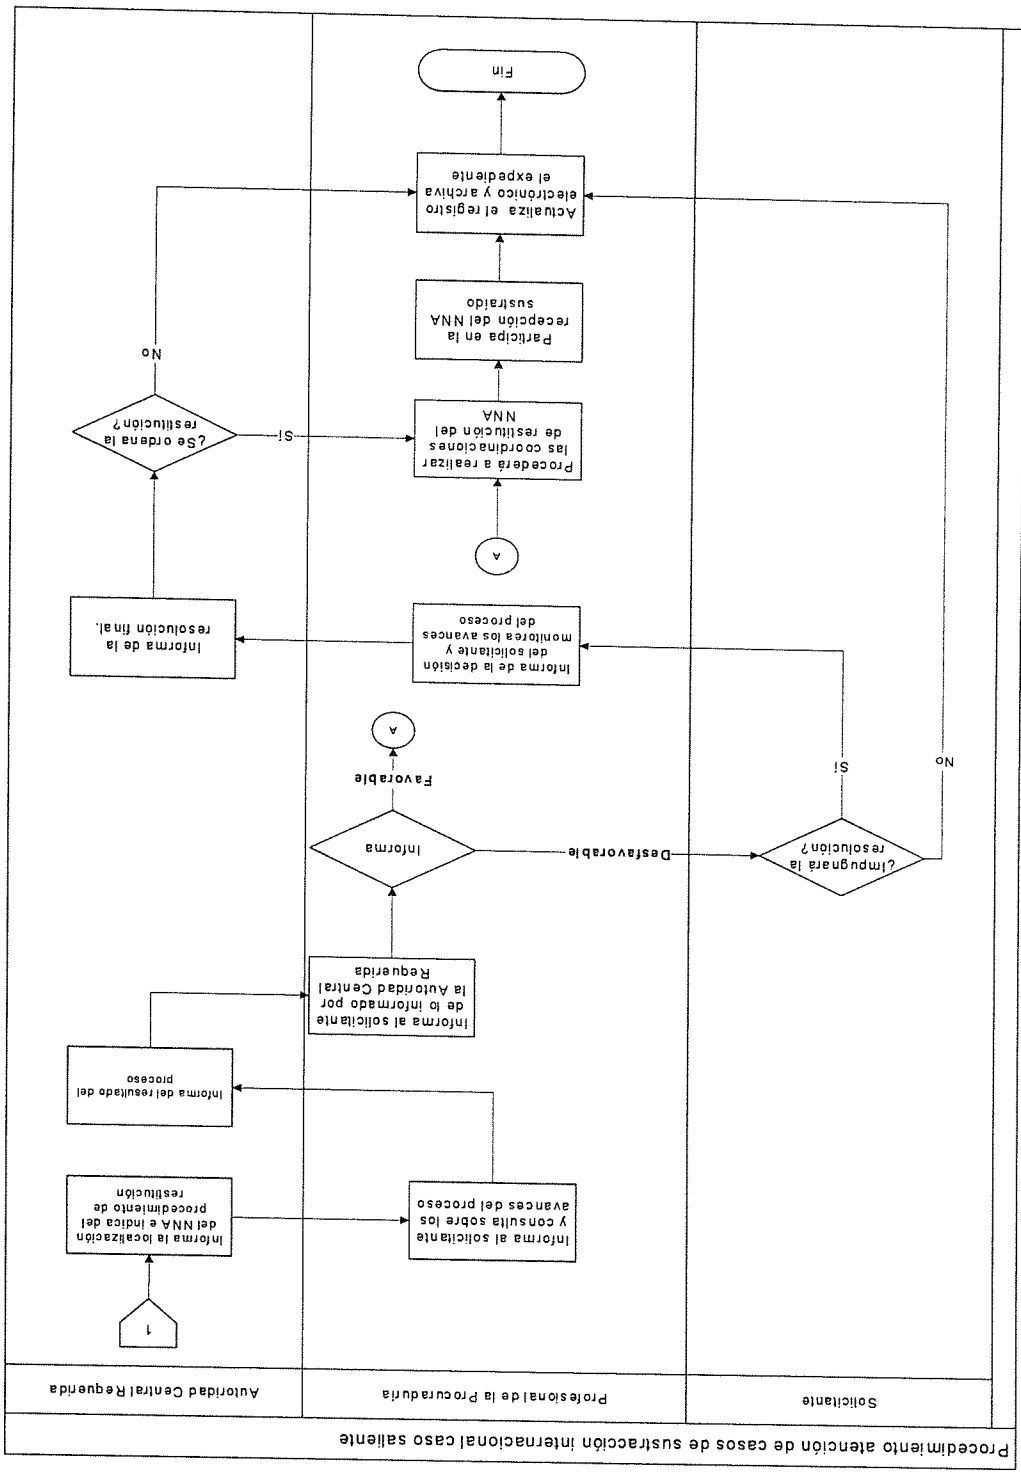 Procedimiento atención de casos de sustracción internacional caso saliente
Solicitante
Profesional de la Procuraduría
Autoridad Central Requerida
1
Informa la localización
del NNA e indica del
procedimiento de
restitución
Informa al solicitante
y consulta sobre los
avances del proceso
Informa del resultado del
proceso
Informa al solicitante
de lo informado por
la Autoridad Central
Requerida
Informa
Desfavorable
Favorable
A
¿Impugnará la
resolución?
Sí
No
Informa de la decisión
del solicitante y
monitorea los avances
del proceso
Informa de la
resolución final.
A
¿Se ordena la
restitución?
Sí
No
Procederá a realizar
las coordinaciones
de restitución del
NNA
Participa en la
recepción del NNA
sustraído
Actualiza el registro
electrónico y archiva
el expediente
Fin